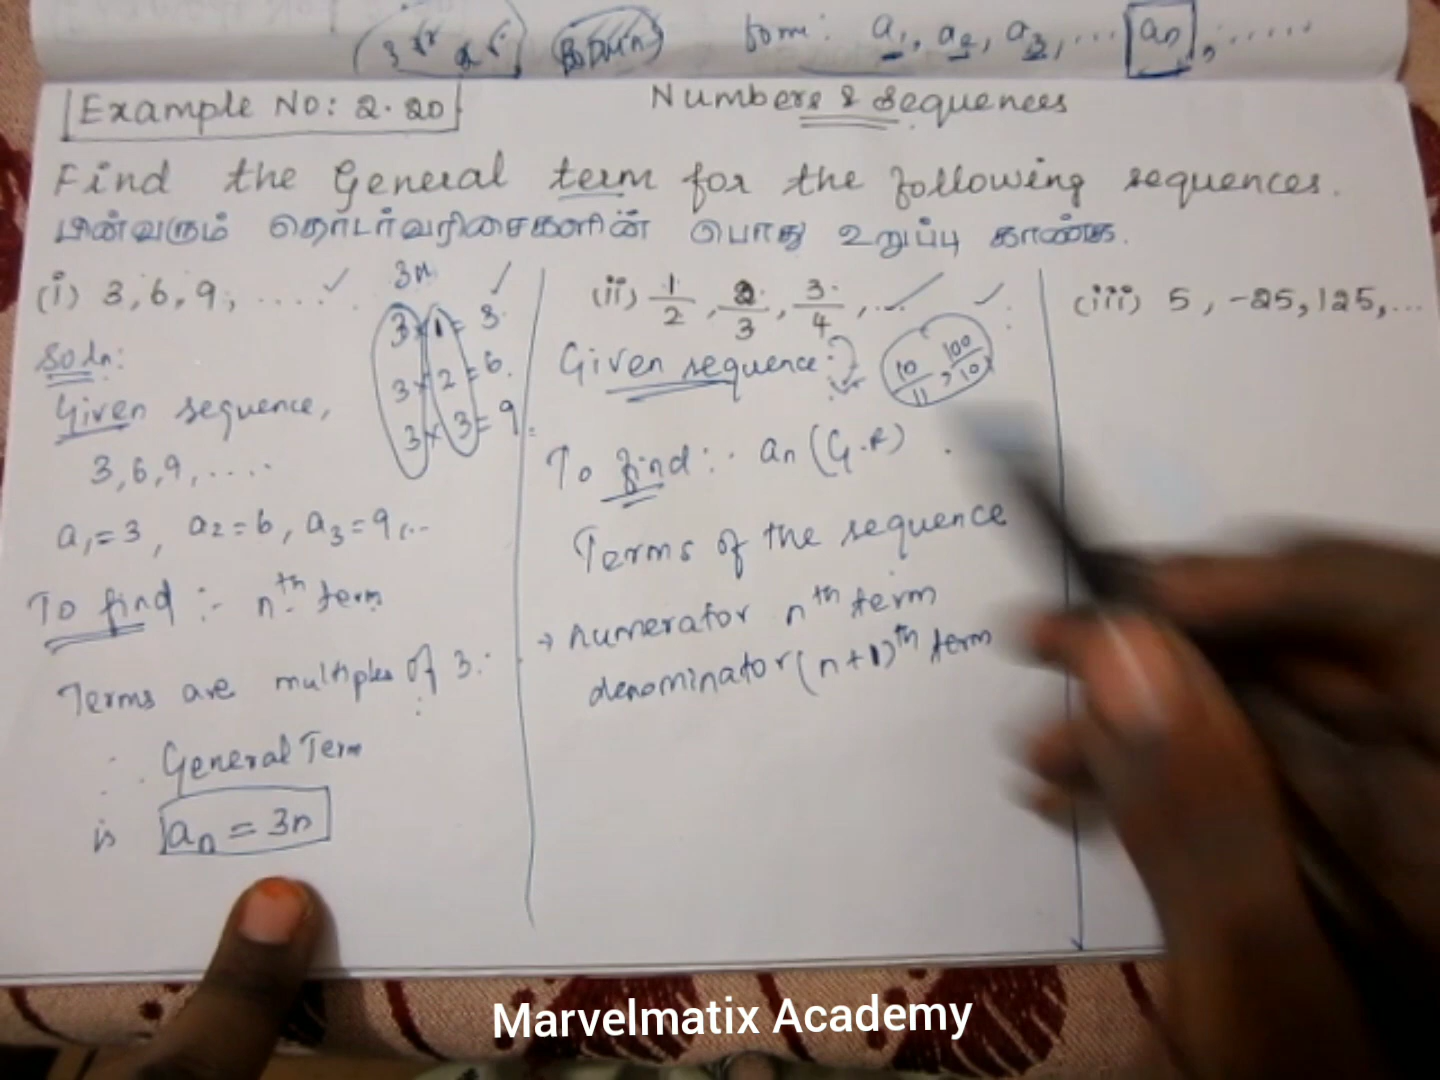 form: a₁, a₂, a₃, ... aₙ, ......
Example No: 2.20
Numbers & Sequences
Find the General term for the following sequences.
பின்வரும் தொடர்வரிசைகளின் பொது உறுப்பு காண்க.
(i) 3, 6, 9, .....
3n
3×1 = 3
3×2 = 6.
3×3 = 9
Soln:
Given sequence,
3, 6, 9, ....
a₁ = 3, a₂ = 6, a₃ = 9, ..
To find :- nth term
Terms are multiples of 3.
∴ General Term
is aₙ = 3n
(ii) 1/2, 2/3, 3/4, ...
Given sequence:
10/11, 100/10
To find: aₙ
Terms of the sequence
→ numerator nth term
denominator (n+1)th term
(iii) 5, -25, 125, ...
Marvelmatix Academy